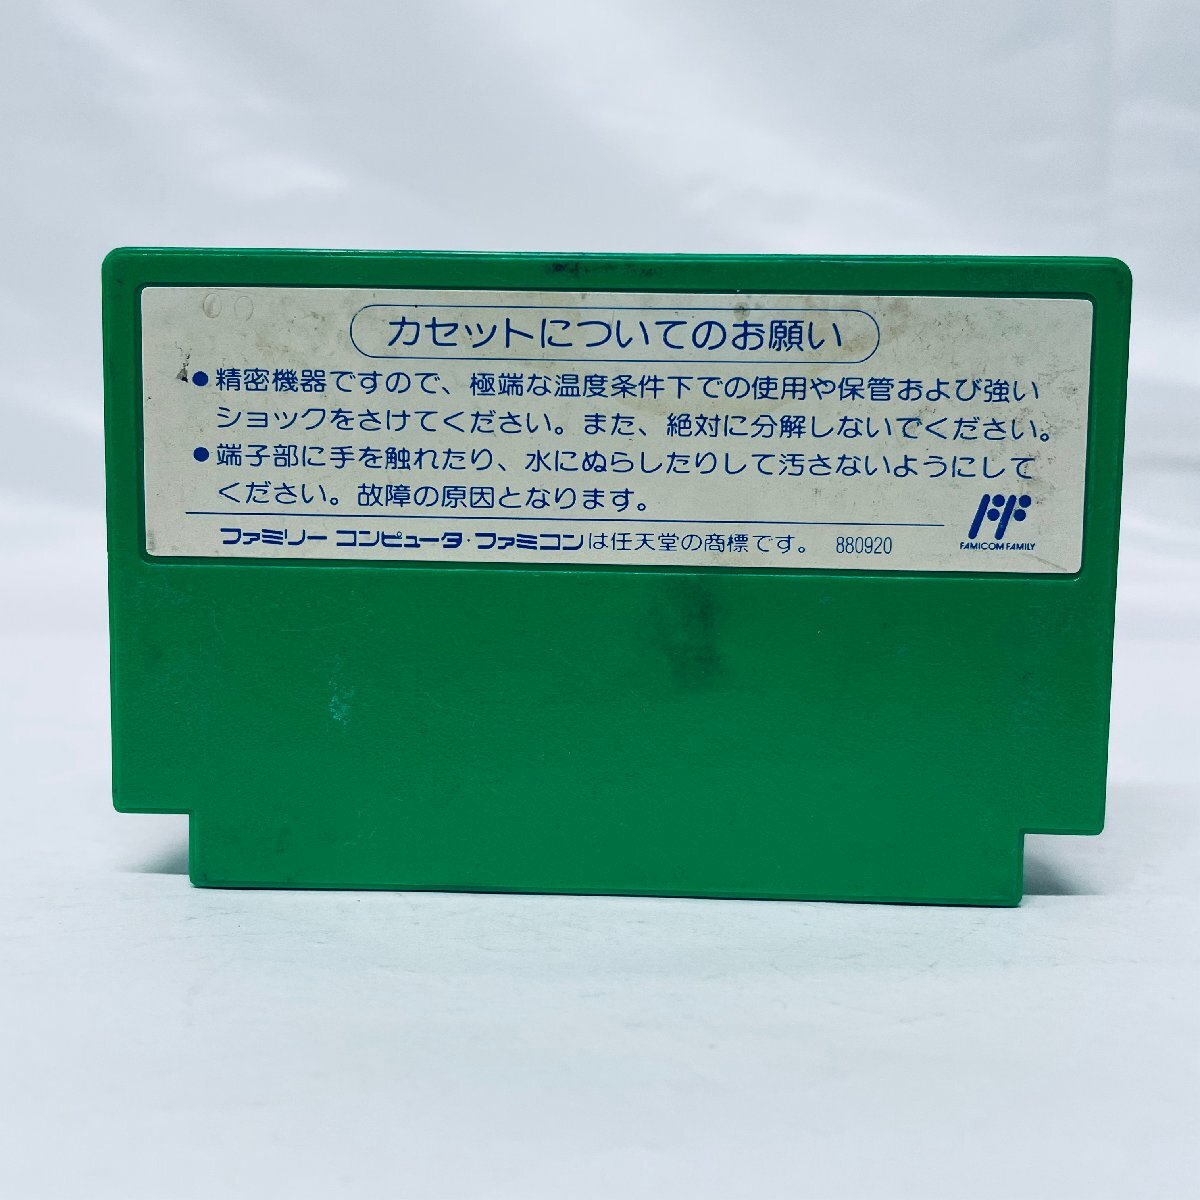 カセットについてのお願い
●精密機器ですので、極端な温度条件下での使用や保管および強い
ショックをさけてください。また、絶対に分解しないでください。
●端子部に手を触れたり、水にぬらしたりして汚さないようにして
ください。故障の原因となります。
ファミリー コンピュータ・ファミコンは任天堂の商標です。 880920
FAMICOM FAMILY